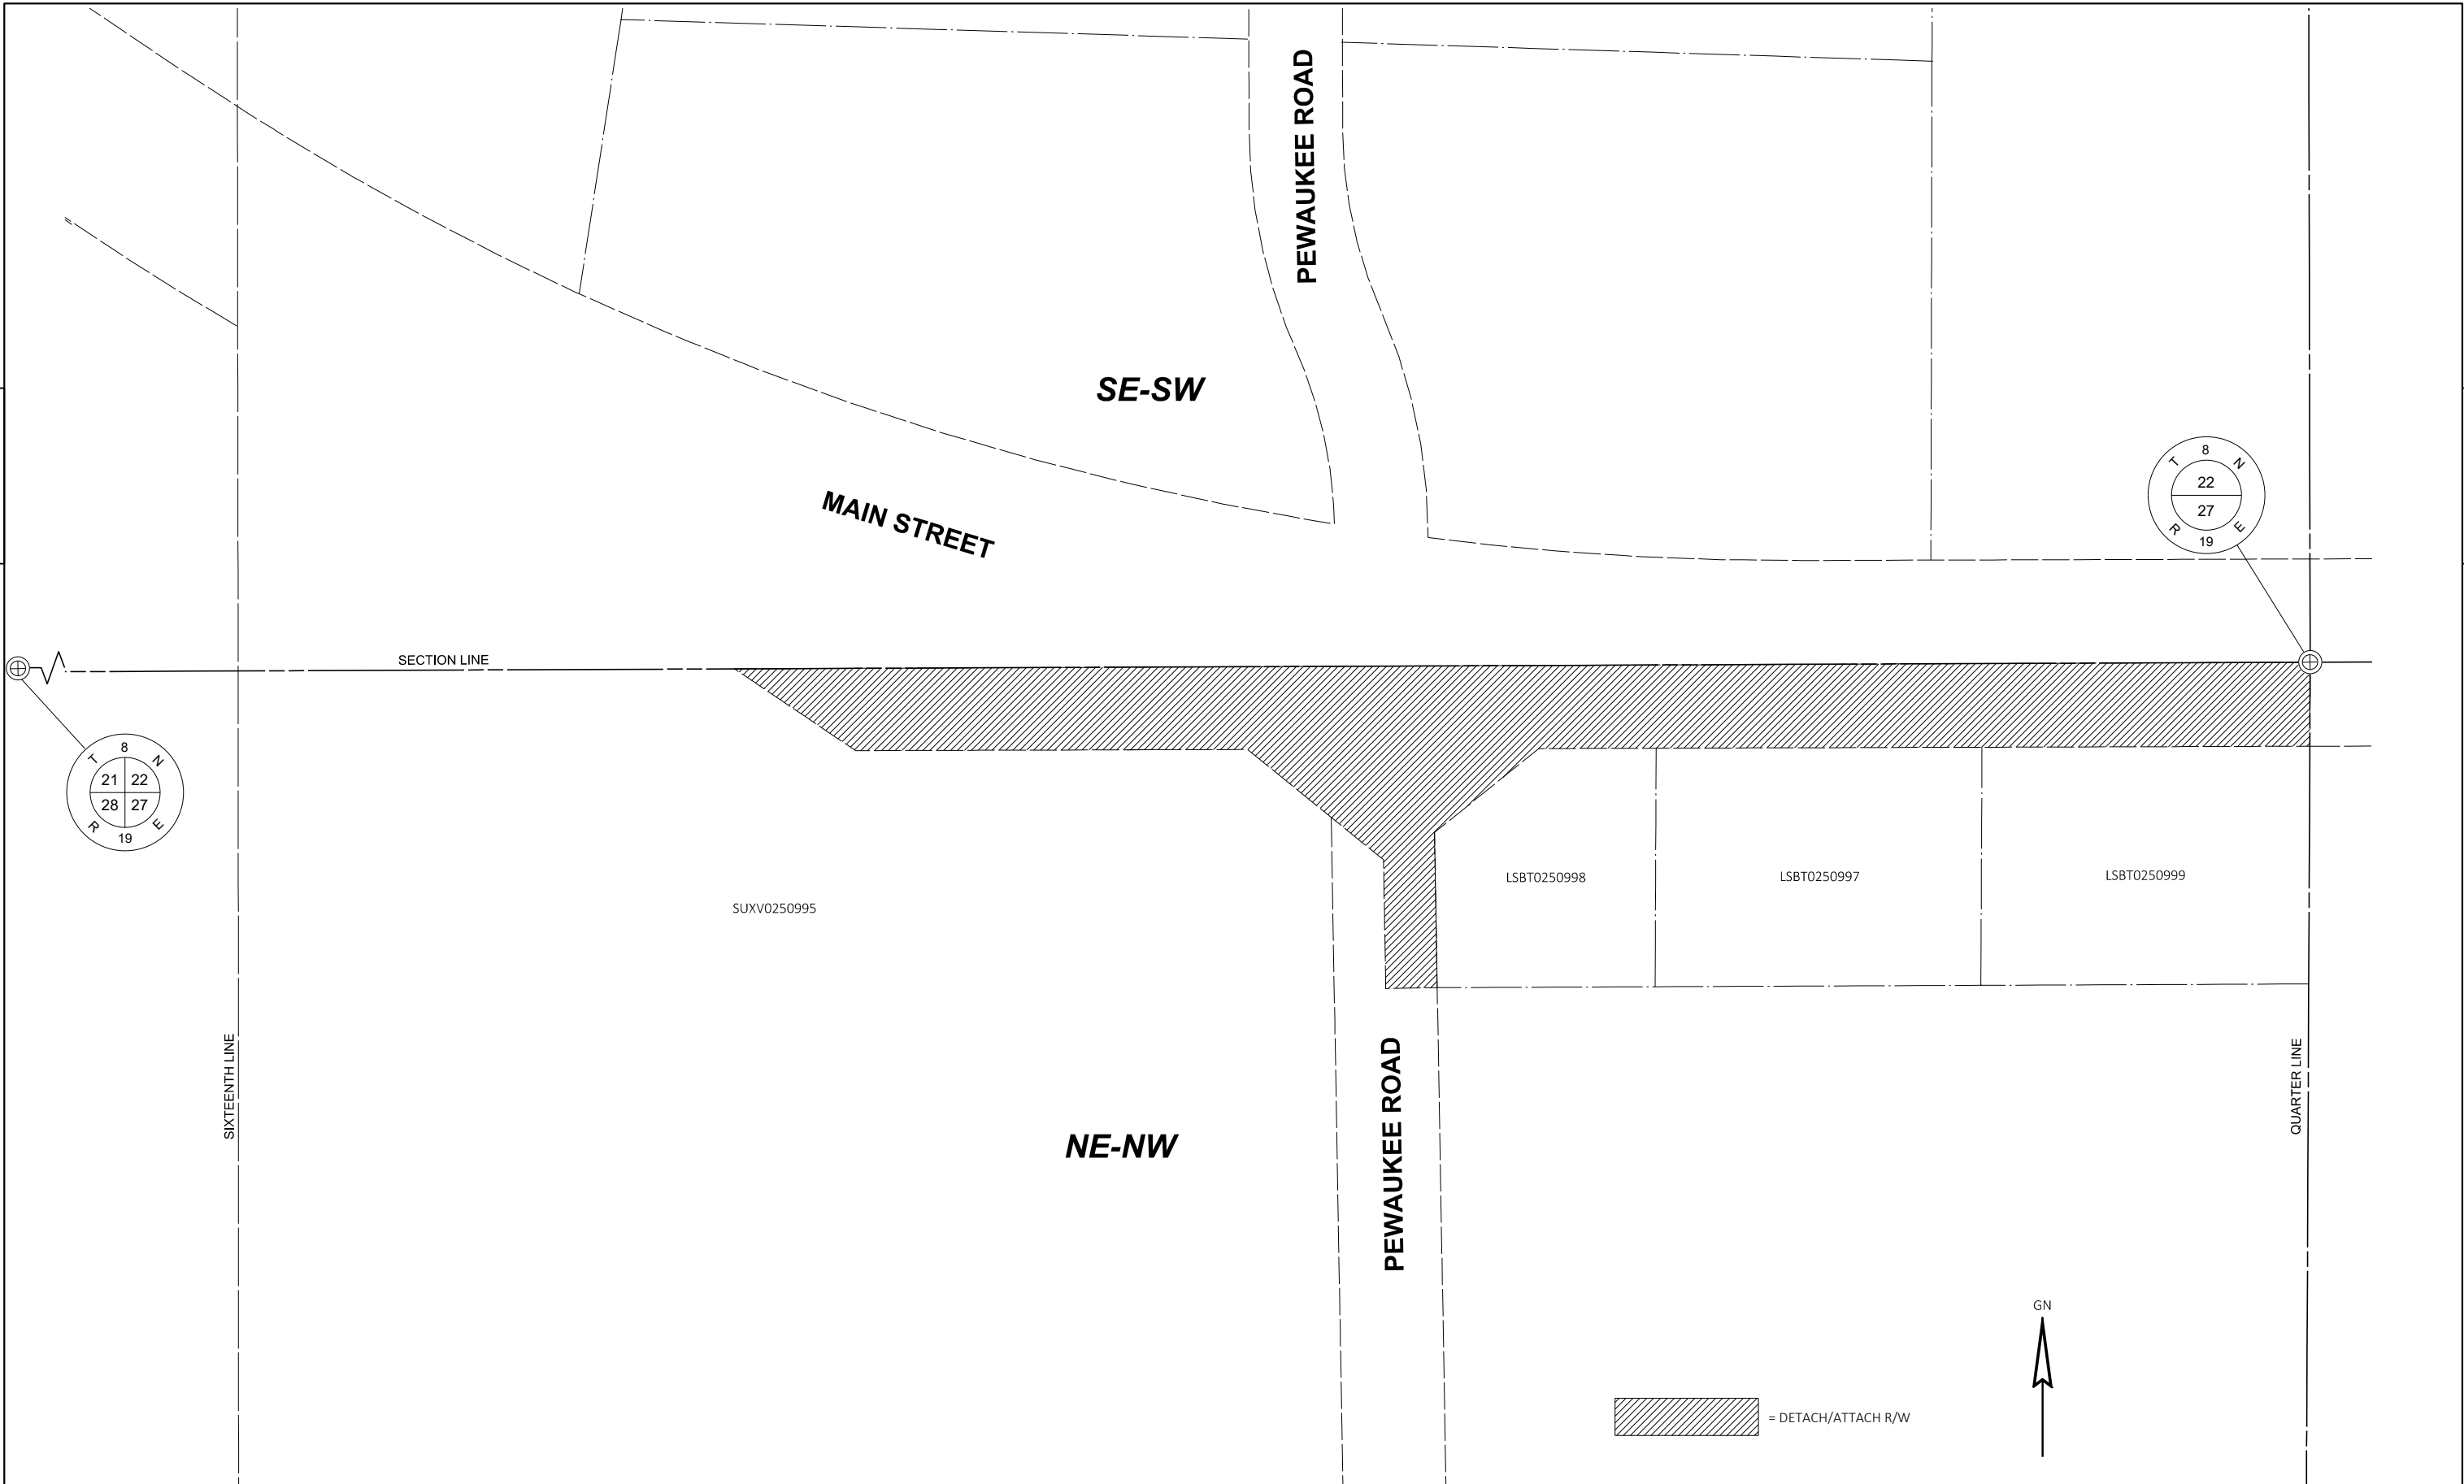 PEWAUKEE ROAD
SE-SW
MAIN STREET
T 8 N
22
27
R 19 E
SECTION LINE
T 8 N
21 22
28 27
R 19 E
LSBT0250998
LSBT0250997
LSBT0250999
SUXV0250995
SIXTEENTH LINE
NE-NW
PEWAUKEE ROAD
QUARTER LINE
GN
= DETACH/ATTACH R/W